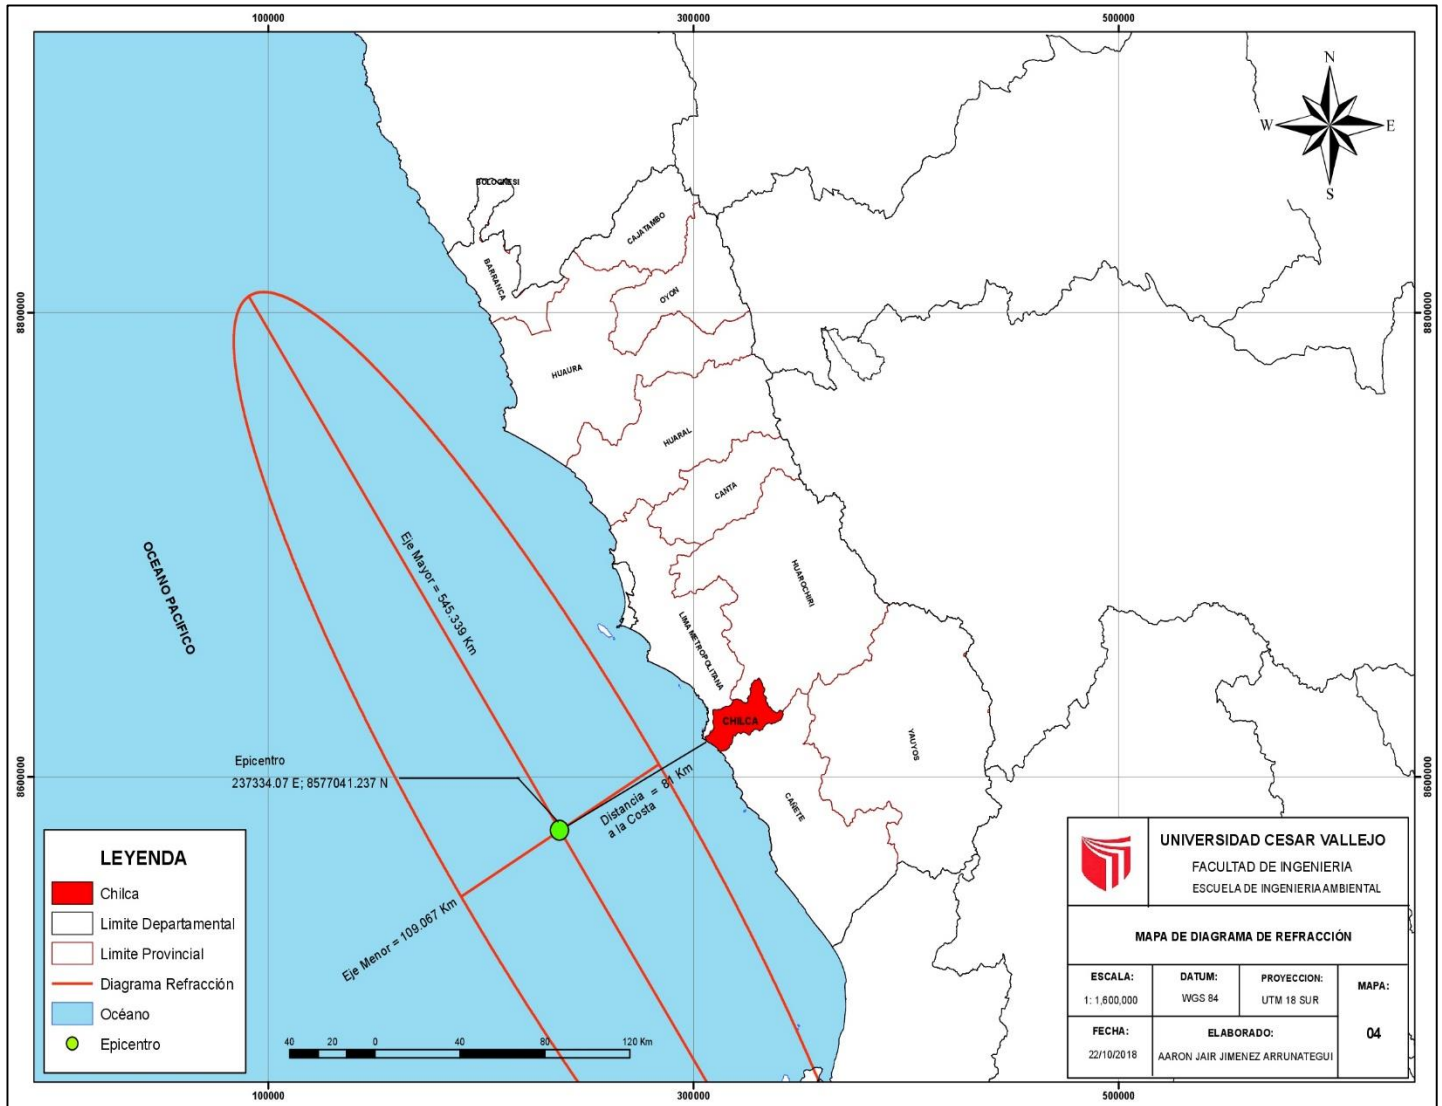 100000
300000
500000
N
W
E
S
BOLOGNESI
CAJATAMBO
BARRANCA
OYON
8800000
8800000
HUAURA
HUARAL
CANTA
Eje Mayor = 545.339 Km
OCEANO PACIFICO
HUAROCHIRI
LIMA METROPOLITANA
CHILCA
YAUYOS
Epicentro
237334.07 E; 8577041.237 N
8600000
8600000
Distancia = 81 Km
a la Costa
CAÑETE
Eje Menor = 109.067 Km
LEYENDA
Chilca
Limite Departamental
Limite Provincial
Diagrama Refracción
Océano
Epicentro
40 20 0 40 80 120 Km
UNIVERSIDAD CESAR VALLEJO
FACULTAD DE INGENIERIA
ESCUELA DE INGENIERIA AMBIENTAL
MAPA DE DIAGRAMA DE REFRACCIÓN
ESCALA:
1: 1,600,000
DATUM:
WGS 84
PROYECCION:
UTM 18 SUR
MAPA:
04
FECHA:
22/10/2018
ELABORADO:
AARON JAIR JIMENEZ ARRUNATEGUI
100000
300000
500000